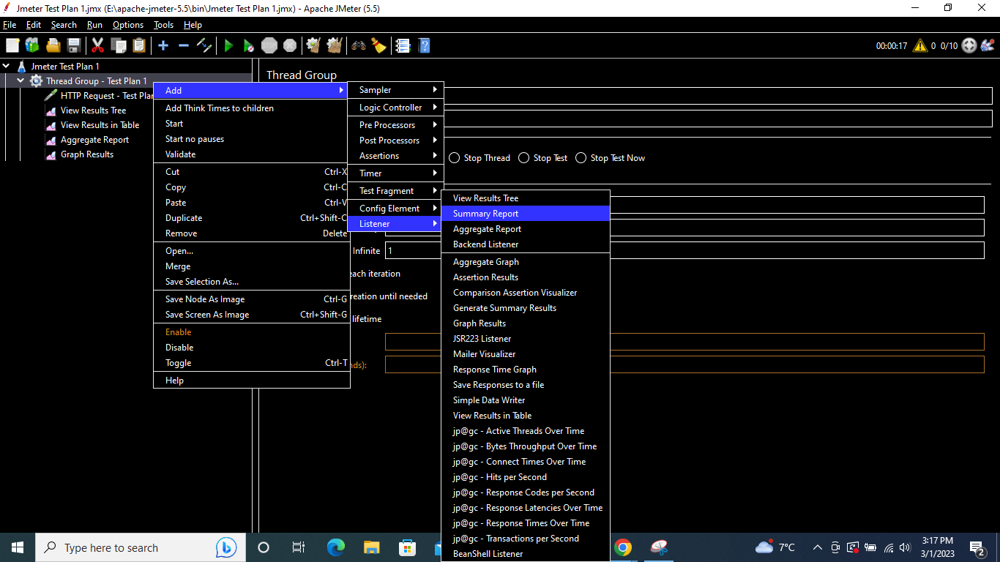 Jmeter Test Plan 1.jmx (E:\apache-jmeter-5.5\bin\Jmeter Test Plan 1.jmx) - Apache JMeter (5.5)
File Edit Search Run Options Tools Help
STOP
00:00:17 0 0/10
Jmeter Test Plan 1
Thread Group - Test Plan 1
HTTP Request - Test Plan
View Results Tree
View Results in Table
Aggregate Report
Graph Results
Add
Add Think Times to children
Start
Start no pauses
Validate
Cut Ctrl-X
Copy Ctrl-C
Paste Ctrl-V
Duplicate Ctrl+Shift-C
Remove Delete
Open...
Merge
Save Selection As...
Save Node As Image Ctrl-G
Save Screen As Image Ctrl+Shift-G
Enable
Disable
Toggle Ctrl-T
Help
Thread Group
Sampler
Logic Controller
Pre Processors
Post Processors
Assertions
Timer
Test Fragment
Config Element
Listener
Stop Thread Stop Test Stop Test Now
Infinite 1
each iteration
reation until needed
lifetime
nds):
View Results Tree
Summary Report
Aggregate Report
Backend Listener
Aggregate Graph
Assertion Results
Comparison Assertion Visualizer
Generate Summary Results
Graph Results
JSR223 Listener
Mailer Visualizer
Response Time Graph
Save Responses to a file
Simple Data Writer
View Results in Table
jp@gc - Active Threads Over Time
jp@gc - Bytes Throughput Over Time
jp@gc - Connect Times Over Time
jp@gc - Hits per Second
jp@gc - Response Codes per Second
jp@gc - Response Latencies Over Time
jp@gc - Response Times Over Time
jp@gc - Transactions per Second
BeanShell Listener
Type here to search
7°C
3:17 PM
3/1/2023
2